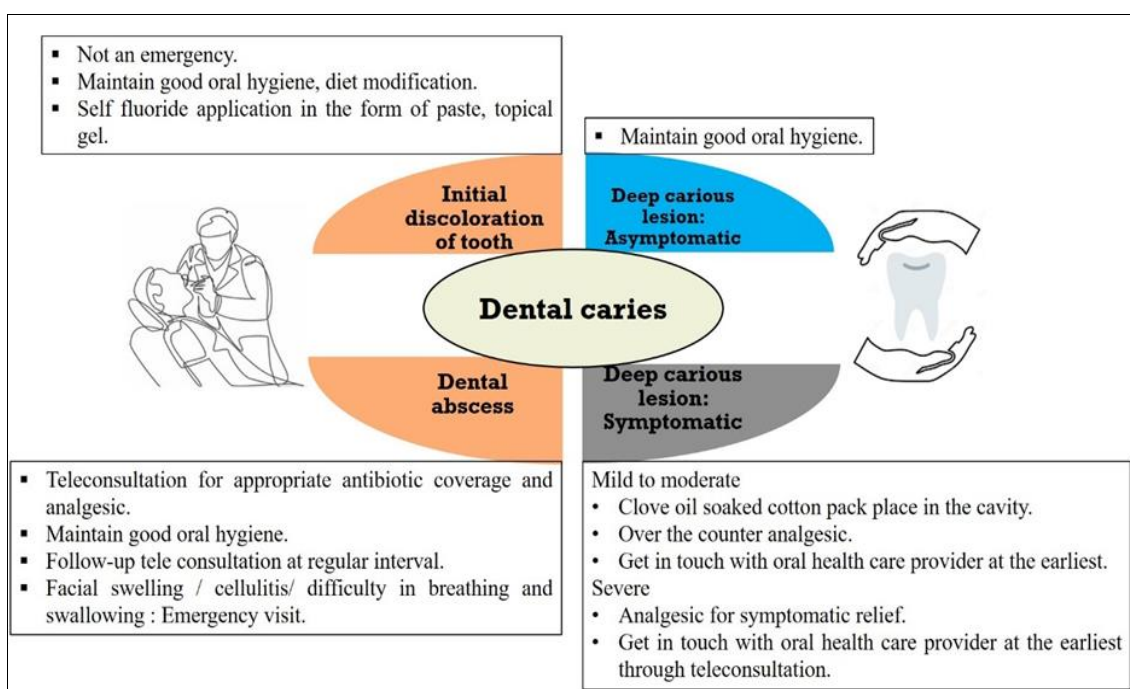 ▪ Not an emergency.
▪ Maintain good oral hygiene, diet modification.
▪ Self fluoride application in the form of paste, topical
gel.
▪ Maintain good oral hygiene.
Initial
discoloration
of tooth
Deep carious
lesion:
Asymptomatic
Dental caries
Dental
abscess
Deep carious
lesion:
Symptomatic
▪ Teleconsultation for appropriate antibiotic coverage and
analgesic.
▪ Maintain good oral hygiene.
▪ Follow-up tele consultation at regular interval.
▪ Facial swelling / cellulitis/ difficulty in breathing and
swallowing : Emergency visit.
Mild to moderate
• Clove oil soaked cotton pack place in the cavity.
• Over the counter analgesic.
• Get in touch with oral health care provider at the earliest.
Severe
• Analgesic for symptomatic relief.
• Get in touch with oral health care provider at the earliest
through teleconsultation.